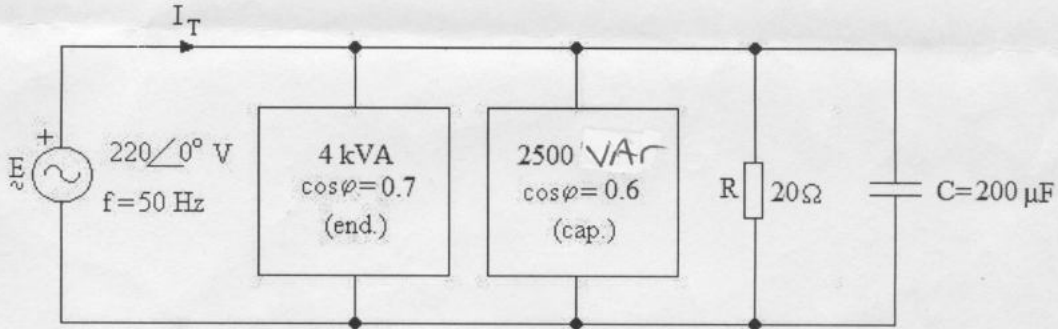 I_T
+
E
~
220∠0° V
f=50 Hz
4 kVA
cosφ=0.7
(end.)
2500 VAr
cosφ=0.6
(cap.)
R
20Ω
C=200 µF